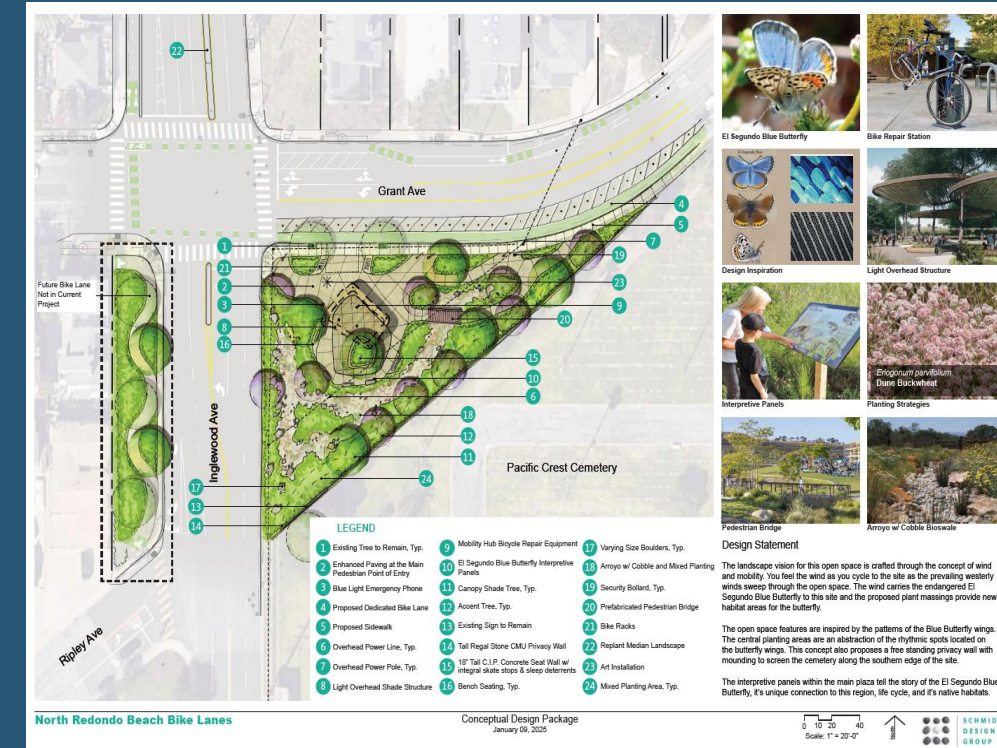 22
Grant Ave
4
5
1
7
21
19
Future Bike Lane
Not in Current
Project
2
23
3
9
8
20
16
15
10
6
Inglewood Ave
18
12
11
Pacific Crest Cemetery
24
17
13
14
Ripley Ave
LEGEND
1 Existing Tree to Remain, Typ.
2 Enhanced Paving at the Main
Pedestrian Point of Entry
3 Blue Light Emergency Phone
4 Proposed Dedicated Bike Lane
5 Proposed Sidewalk
6 Overhead Power Line, Typ.
7 Overhead Power Pole, Typ.
8 Light Overhead Shade Structure
9 Mobility Hub Bicycle Repair Equipment
10 El Segundo Blue Butterfly Interpretive
Panels
11 Canopy Shade Tree, Typ.
12 Accent Tree, Typ.
13 Existing Sign to Remain
14 Tall Regal Stone CMU Privacy Wall
15 18" Tall C.I.P. Concrete Seat Wall w/
integral skate stops & sleep deterrents
16 Bench Seating, Typ.
17 Varying Size Boulders, Typ.
18 Arroyo w/ Cobble and Mixed Planting
19 Security Bollard, Typ.
20 Prefabricated Pedestrian Bridge
21 Bike Racks
22 Replant Median Landscape
23 Art Installation
24 Mixed Planting Area, Typ.
El Segundo Blue Butterfly
Bike Repair Station
El Segundo blue
Design Inspiration
Light Overhead Structure
Interpretive Panels
Eriogonum parvifolium
Dune Buckwheat
Planting Strategies
Pedestrian Bridge
Arroyo w/ Cobble Bioswale
Design Statement
The landscape vision for this open space is crafted through the concept of wind
and mobility. You feel the wind as you cycle to the site as the prevailing westerly
winds sweep through the open space. The wind carries the endangered El
Segundo Blue Butterfly to this site and the proposed plant massings provide new
habitat areas for the butterfly.
The open space features are inspired by the patterns of the Blue Butterfly wings.
The central planting areas are an abstraction of the rhythmic spots located on
the butterfly wings. This concept also proposes a free standing privacy wall with
mounding to screen the cemetery along the southern edge of the site.
The interpretive panels within the main plaza tell the story of the El Segundo Blue
Butterfly, it's unique connection to this region, life cycle, and it's native habitats.
North Redondo Beach Bike Lanes
Conceptual Design Package
January 09, 2025
0 10 20 40
Scale: 1" = 20'-0"
North
SCHMID
DESIGN
GROUP